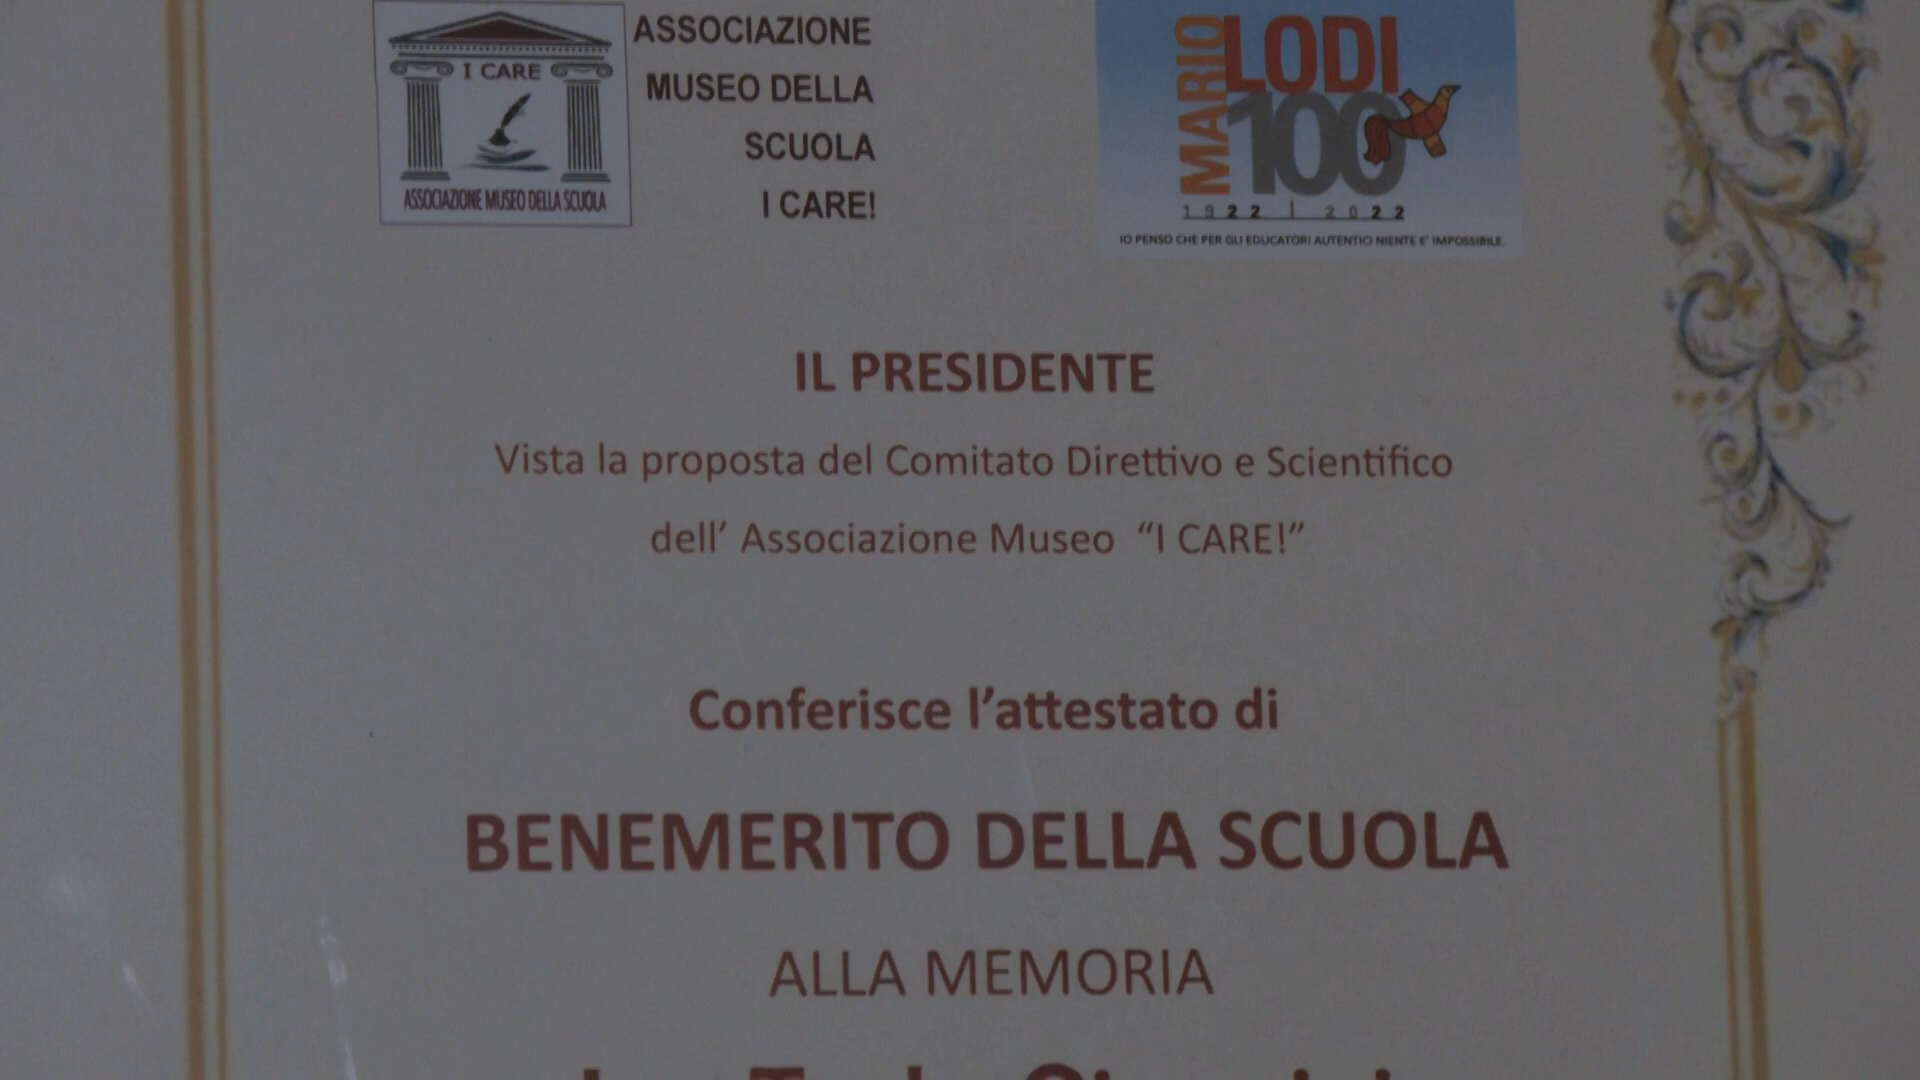 I CARE
ASSOCIAZIONE MUSEO DELLA SCUOLA
ASSOCIAZIONE
MUSEO DELLA
SCUOLA
I CARE!
MARIO
LODI
100
1922 | 2022
IO PENSO CHE PER GLI EDUCATORI AUTENTICI NIENTE E' IMPOSSIBILE.
IL PRESIDENTE
Vista la proposta del Comitato Direttivo e Scientifico
dell’ Associazione Museo “I CARE!”
Conferisce l’attestato di
BENEMERITO DELLA SCUOLA
ALLA MEMORIA